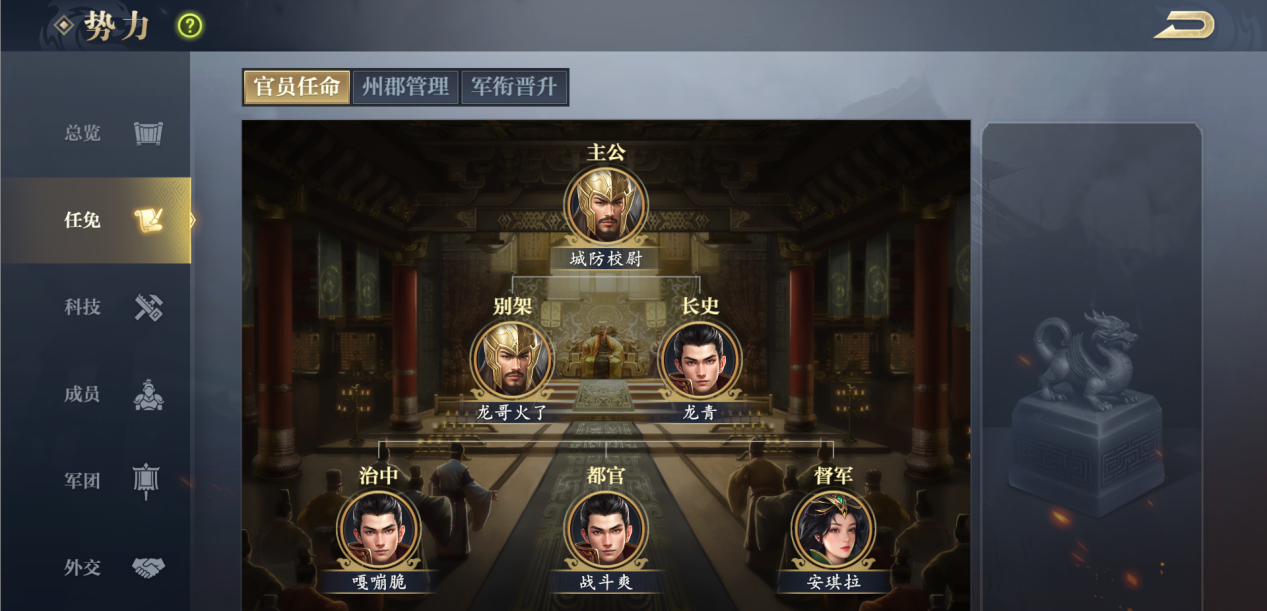 势力 ?
官员任命 州郡管理 军衔晋升
总览
任免
科技
成员
军团
外交
主公
城防校尉
别架 长史
龙哥火了 龙青
治中 都官 督军
嘎嘣脆 战斗爽 安琪拉